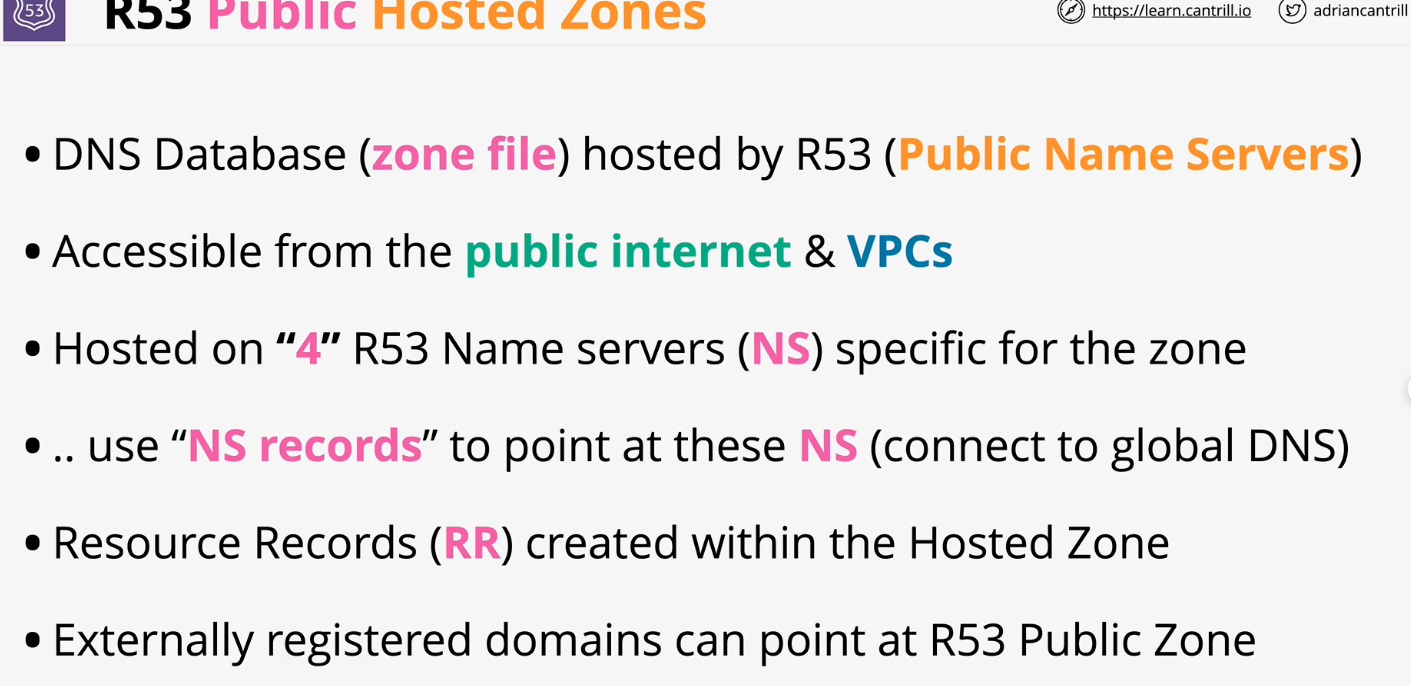 53
R53 Public Hosted Zones
https://learn.cantrill.io
adriancantrill
• DNS Database (zone file) hosted by R53 (Public Name Servers)
• Accessible from the public internet & VPCs
• Hosted on “4” R53 Name servers (NS) specific for the zone
• .. use “NS records” to point at these NS (connect to global DNS)
• Resource Records (RR) created within the Hosted Zone
• Externally registered domains can point at R53 Public Zone